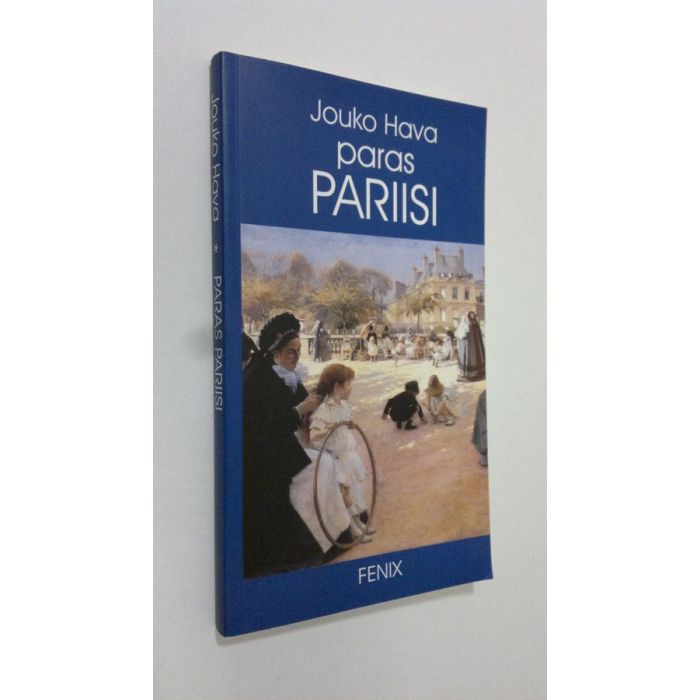 Jouko Hava
paras
PARIISI
FENIX
Jouko Hava * PARAS PARIISI